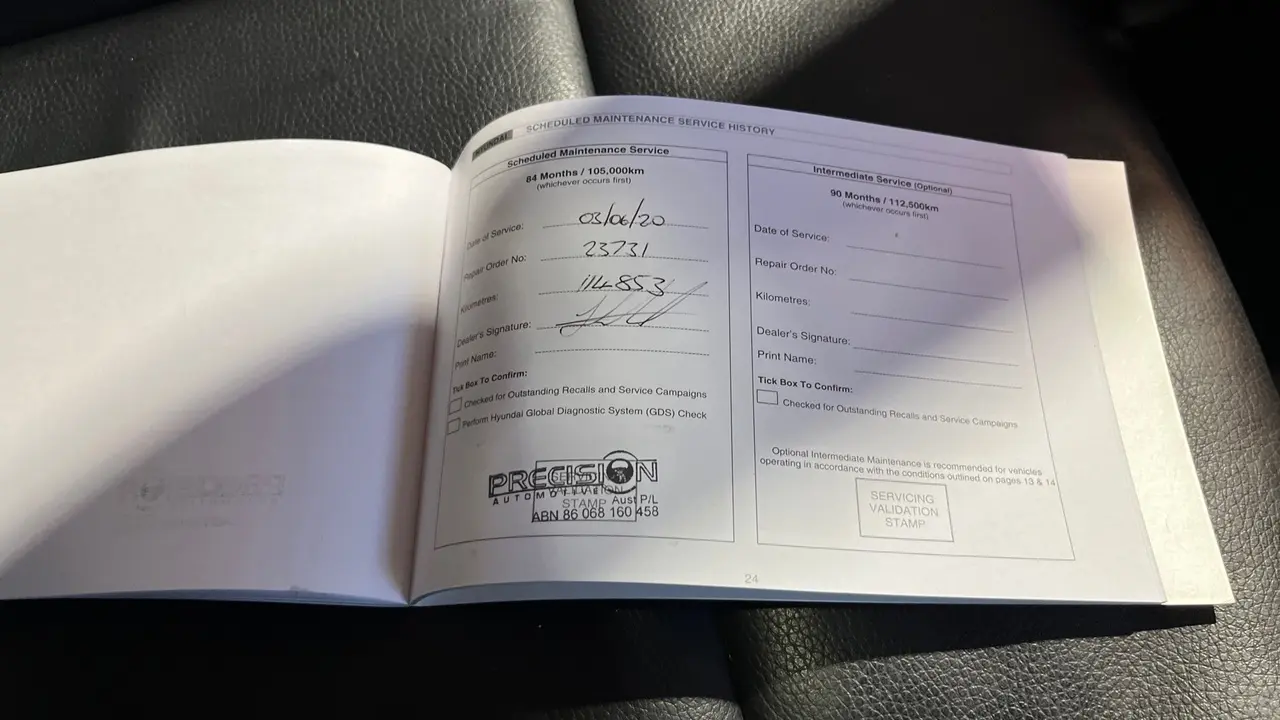 HYUNDAI SCHEDULED MAINTENANCE SERVICE HISTORY
Scheduled Maintenance Service
84 Months / 105,000km
(whichever occurs first)
Date of Service: 03/06/20
Repair Order No: 23731
Kilometres: 114853
Dealer's Signature:
Print Name:
Tick Box To Confirm:
Checked for Outstanding Recalls and Service Campaigns
Perform Hyundai Global Diagnostic System (GDS) Check
PRECISION
AUTOMOTIVE Aust P/L
ABN 86 068 160 458
SERVICING
VALIDATION
STAMP
Intermediate Service (Optional)
90 Months / 112,500km
(whichever occurs first)
Date of Service:
Repair Order No:
Kilometres:
Dealer's Signature:
Print Name:
Tick Box To Confirm:
Checked for Outstanding Recalls and Service Campaigns
Optional Intermediate Maintenance is recommended for vehicles
operating in accordance with the conditions outlined on pages 13 & 14
SERVICING
VALIDATION
STAMP
24